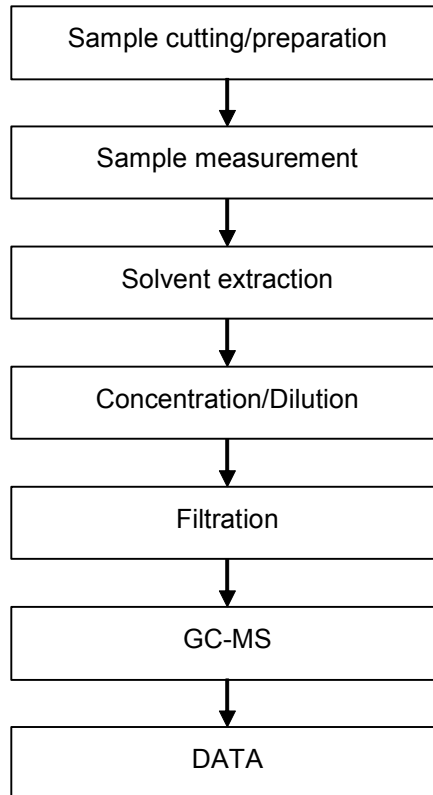 Sample cutting/preparation
Sample measurement
Solvent extraction
Concentration/Dilution
Filtration
GC-MS
DATA